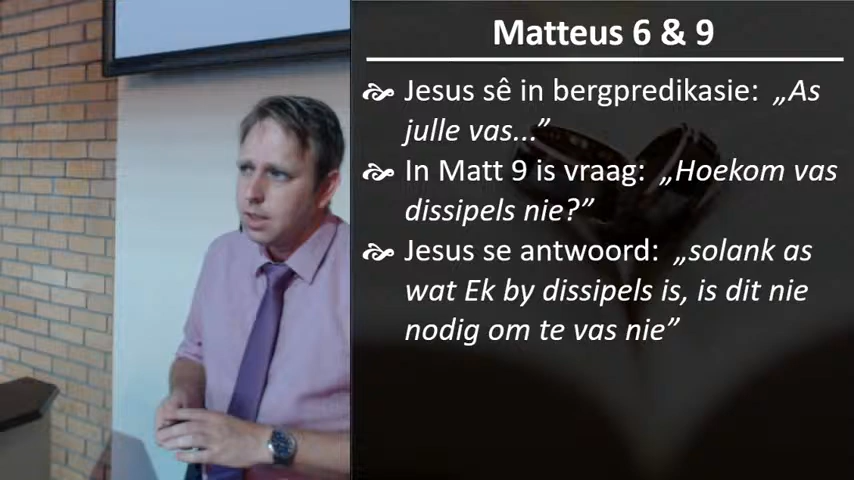 Matteus 6 & 9
Jesus sê in bergpredikasie: „As
julle vas...”
In Matt 9 is vraag: „Hoekom vas
dissipels nie?”
Jesus se antwoord: „solank as
wat Ek by dissipels is, is dit nie
nodig om te vas nie”